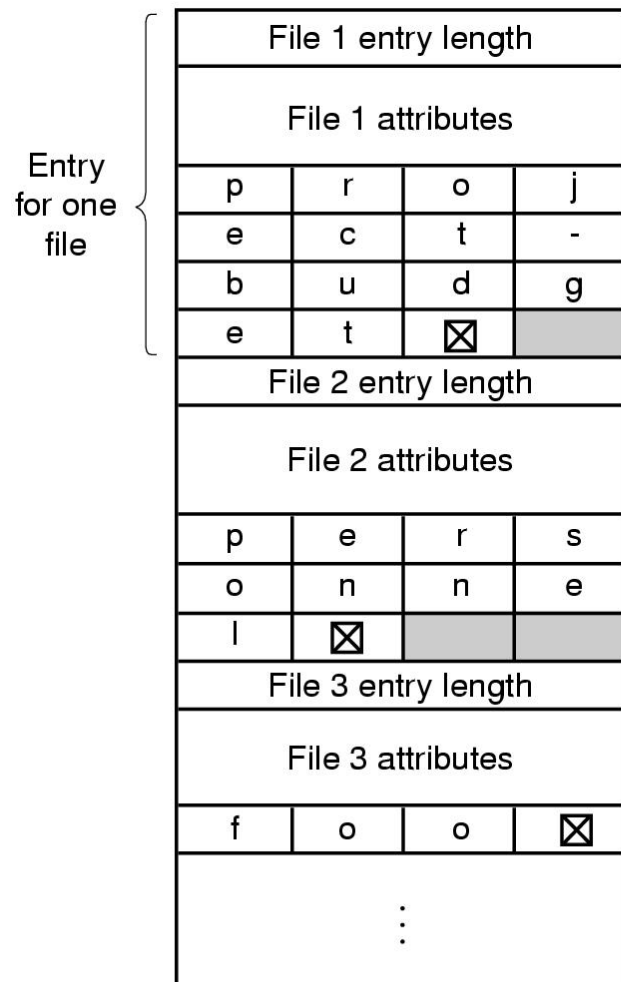 File 1 entry length
File 1 attributes
Entry
for one
file
p r o j
e c t -
b u d g
e t ☒
File 2 entry length
File 2 attributes
p e r s
o n n e
l ☒
File 3 entry length
File 3 attributes
f o o ☒
⋮